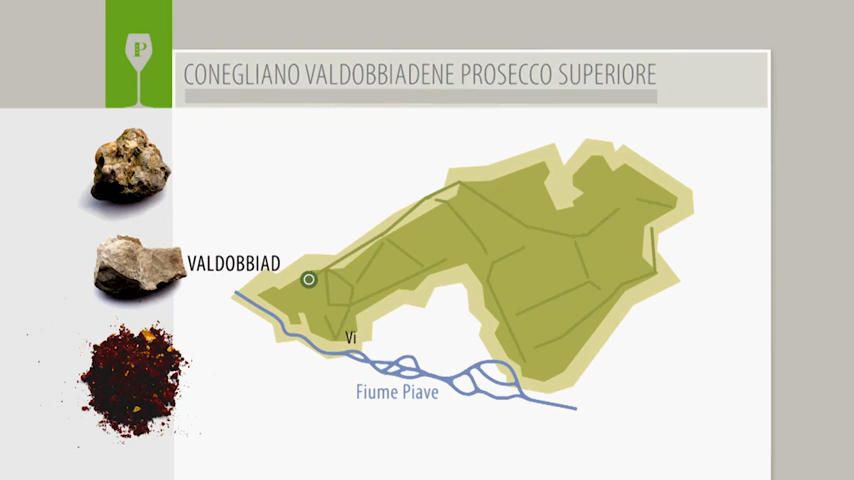 P
CONEGLIANO VALDOBBIADENE PROSECCO SUPERIORE
VALDOBBIAD
Vi
Fiume Piave